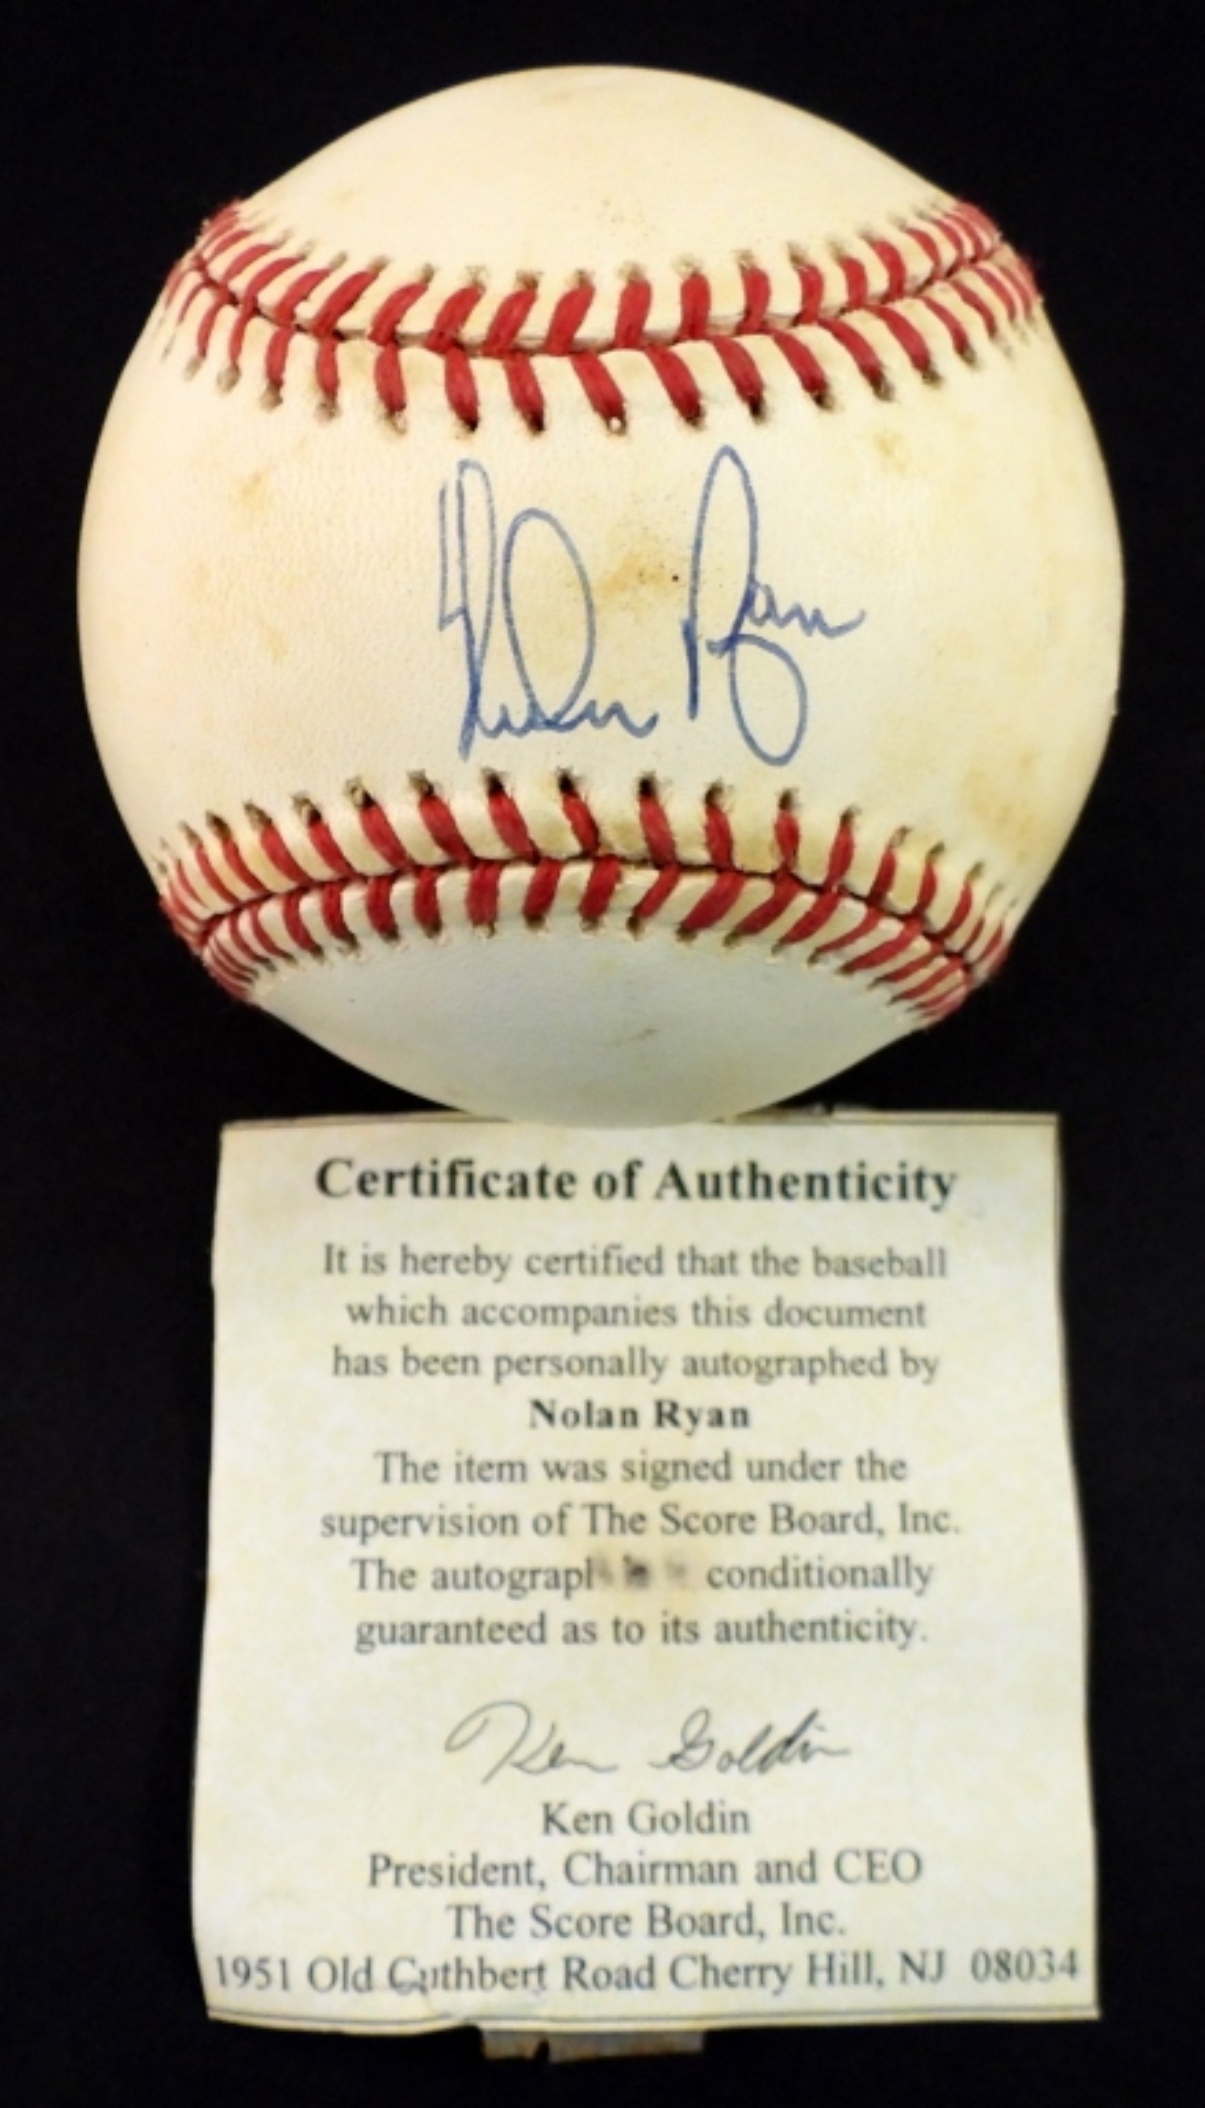 Nolan Ryan
Certificate of Authenticity
It is hereby certified that the baseball
which accompanies this document
has been personally autographed by
Nolan Ryan
The item was signed under the
supervision of The Score Board, Inc.
The conditionally
guaranteed as to its authenticity.
Ken Goldin
Ken Goldin
President, Chairman and CEO
The Score Board, Inc.
1951 Old Cuthbert Road Cherry Hill, NJ 08034